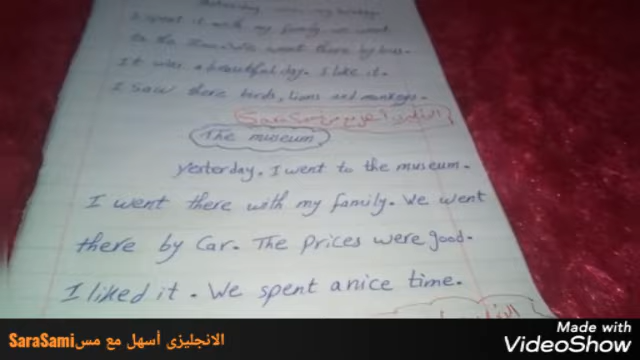 I spent it with my family. We went
to the Zoo. We went there by bus.
It was a beautiful day. I like it.
I saw there birds, lions and monkeys.
SaraSami
The museum
Yesterday. I went to the museum.
I went there with my family. We went
there by Car. The prices were good.
I liked it. We spent a nice time.
الانجليزى أسهل مع مس SaraSami
Made with
VideoShow